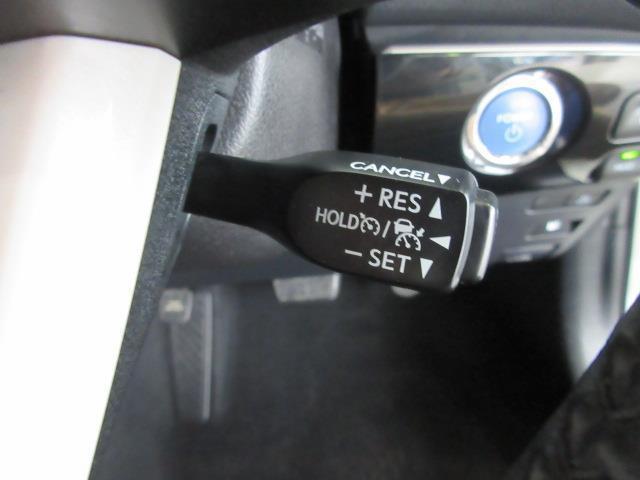 POWER
CANCEL▼
+ RES ▲
HOLD / ◀
− SET ▼